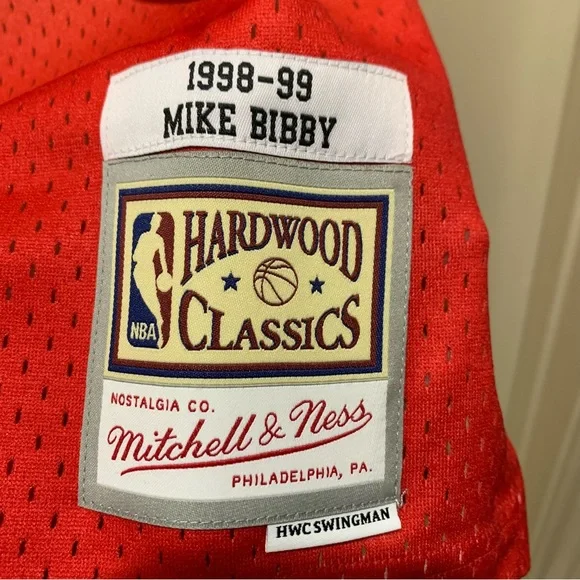 1998-99
MIKE BIBBY
HARDWOOD
NBA
CLASSICS
NOSTALGIA CO.
Mitchell & Ness
PHILADELPHIA, PA.
HWC SWINGMAN